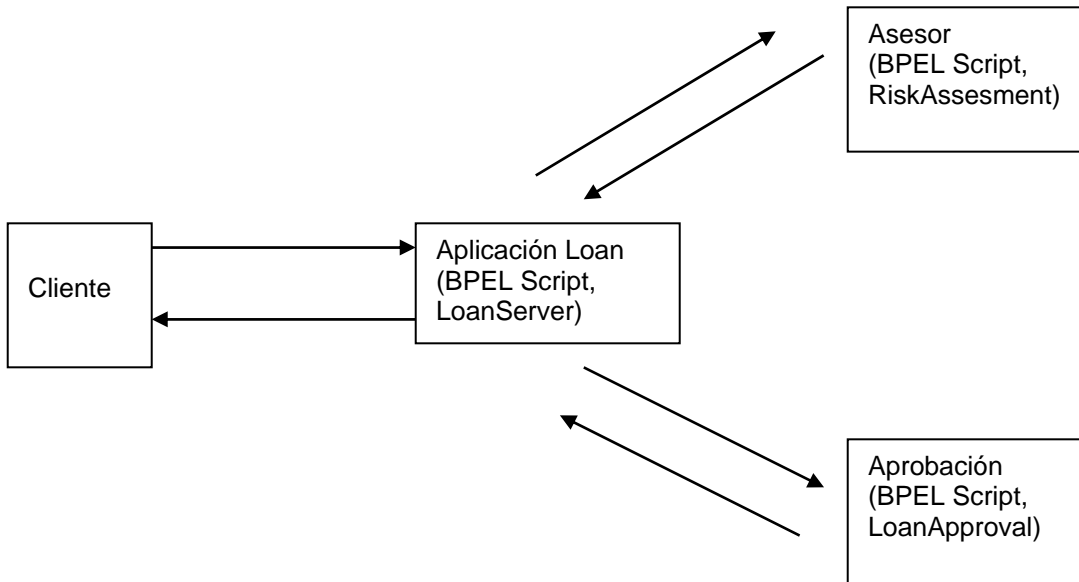 Asesor
(BPEL Script,
RiskAssesment)
Cliente
Aplicación Loan
(BPEL Script,
LoanServer)
Aprobación
(BPEL Script,
LoanApproval)